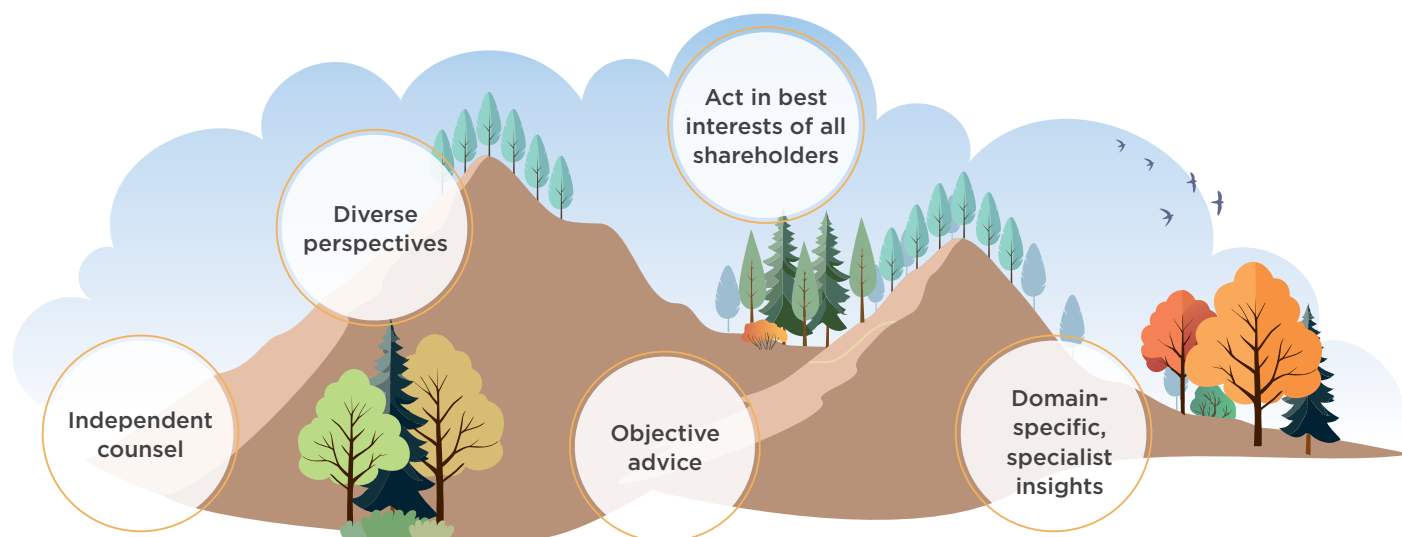 Act in best
interests of all
shareholders
Diverse
perspectives
Independent
counsel
Objective
advice
Domain-
specific,
specialist
insights